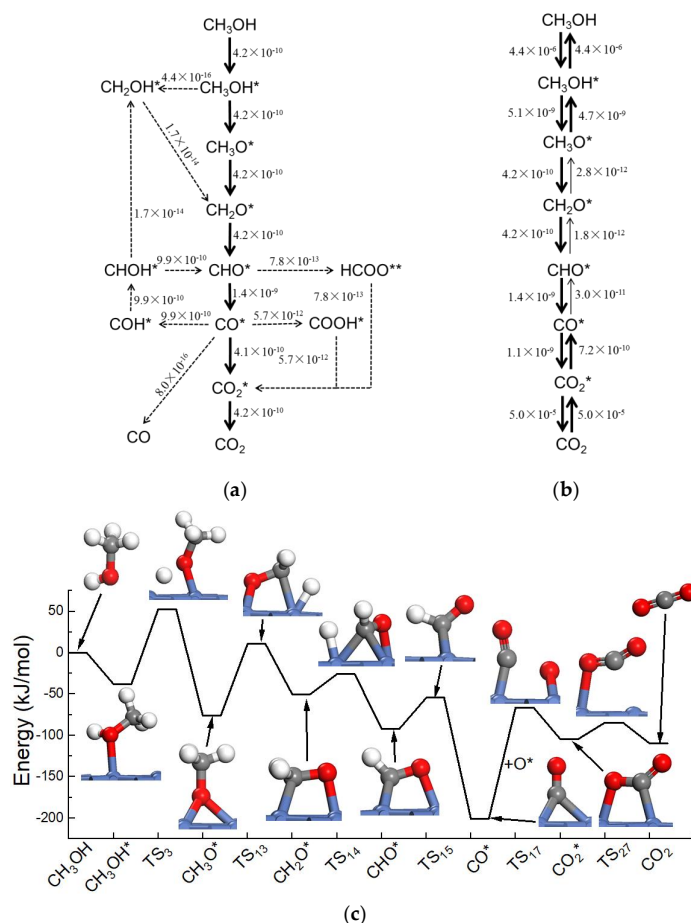 CH₃OH
4.2×10⁻¹⁰
4.4×10⁻¹⁶
CH₂OH* CH₃OH*
4.2×10⁻¹⁰
1.7×10⁻¹⁴
CH₃O*
4.2×10⁻¹⁰
CH₂O*
1.7×10⁻¹⁴
4.2×10⁻¹⁰
9.9×10⁻¹⁰ 7.8×10⁻¹³
CHOH* CHO* HCOO**
9.9×10⁻¹⁰ 1.4×10⁻⁹ 7.8×10⁻¹³
9.9×10⁻¹⁰ 5.7×10⁻¹²
COH* CO* COOH*
8.0×10⁻¹⁶ 4.1×10⁻¹⁰ 5.7×10⁻¹²
CO₂*
4.2×10⁻¹⁰
CO CO₂
(a)
CH₃OH
4.4×10⁻⁶ 4.4×10⁻⁶
CH₃OH*
5.1×10⁻⁹ 4.7×10⁻⁹
CH₃O*
4.2×10⁻¹⁰ 2.8×10⁻¹²
CH₂O*
4.2×10⁻¹⁰ 1.8×10⁻¹²
CHO*
1.4×10⁻⁹ 3.0×10⁻¹¹
CO*
1.1×10⁻⁹ 7.2×10⁻¹⁰
CO₂*
5.0×10⁻⁵ 5.0×10⁻⁵
CO₂
(b)
Energy (kJ/mol)
50
0
-50
-100
-150
-200
+O*
CH₃OH CH₃OH* TS₃ CH₃O* TS₁₃ CH₂O* TS₁₄ CHO* TS₁₅ CO* TS₁₇ CO₂* TS₂₇ CO₂
(c)